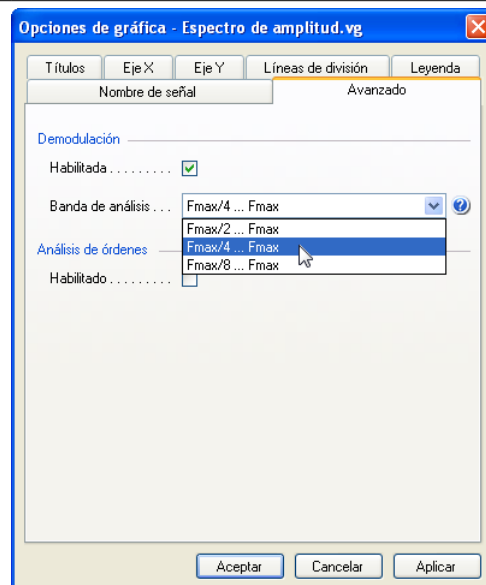 Opciones de gráfica - Espectro de amplitud.vg
Títulos Eje X Eje Y Líneas de división Leyenda
Nombre de señal Avanzado
Demodulación
Habilitada . . . . . . . . .
Banda de análisis . . . Fmax/4 ... Fmax
Fmax/2 ... Fmax
Fmax/4 ... Fmax
Fmax/8 ... Fmax
Análisis de órdenes
Habilitado . . . . . . . . .
Aceptar Cancelar Aplicar